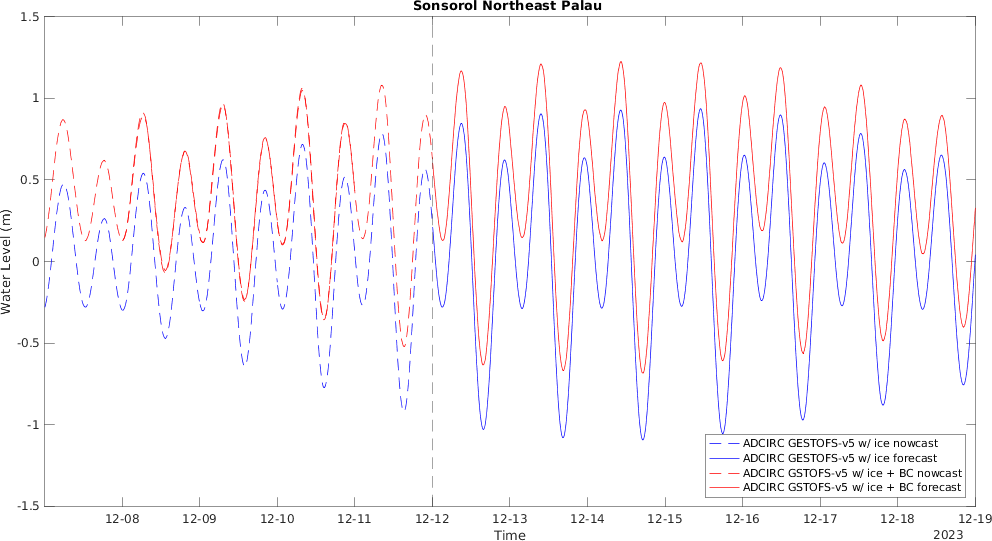 Sonsorol Northeast Palau
1.5
1
0.5
0
-0.5
-1
-1.5
Water Level (m)
12-08
12-09
12-10
12-11
12-12
12-13
12-14
12-15
12-16
12-17
12-18
12-19
Time
2023
ADCIRC GESTOFS-v5 w/ ice nowcast
ADCIRC GESTOFS-v5 w/ ice forecast
ADCIRC GSTOFS-v5 w/ ice + BC nowcast
ADCIRC GSTOFS-v5 w/ ice + BC forecast